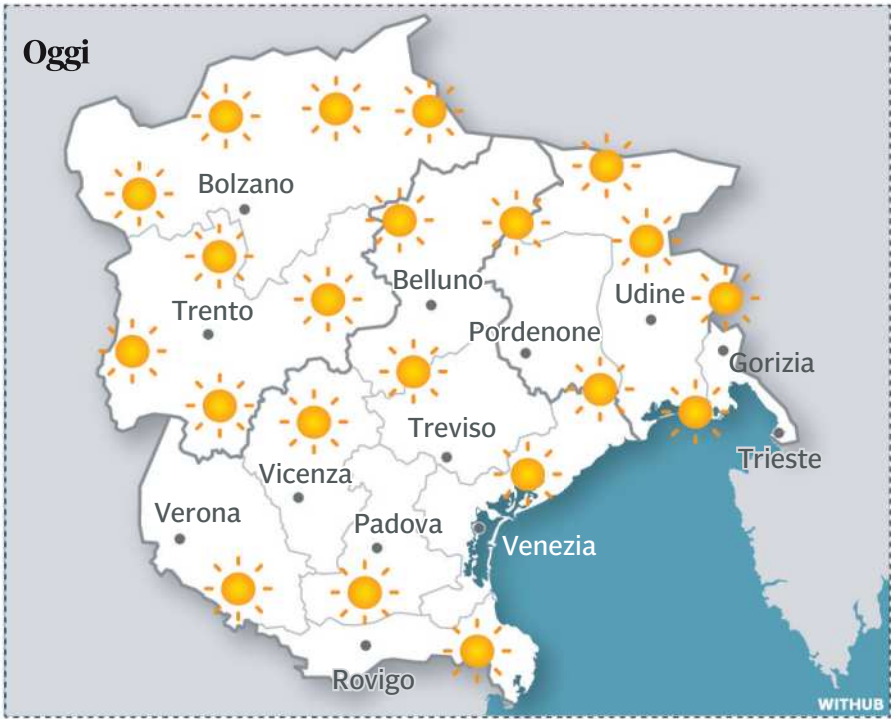 Oggi
Bolzano
Belluno
Udine
Trento
Pordenone
Gorizia
Treviso
Trieste
Vicenza
Verona
Padova
Venezia
Rovigo
WITHUB